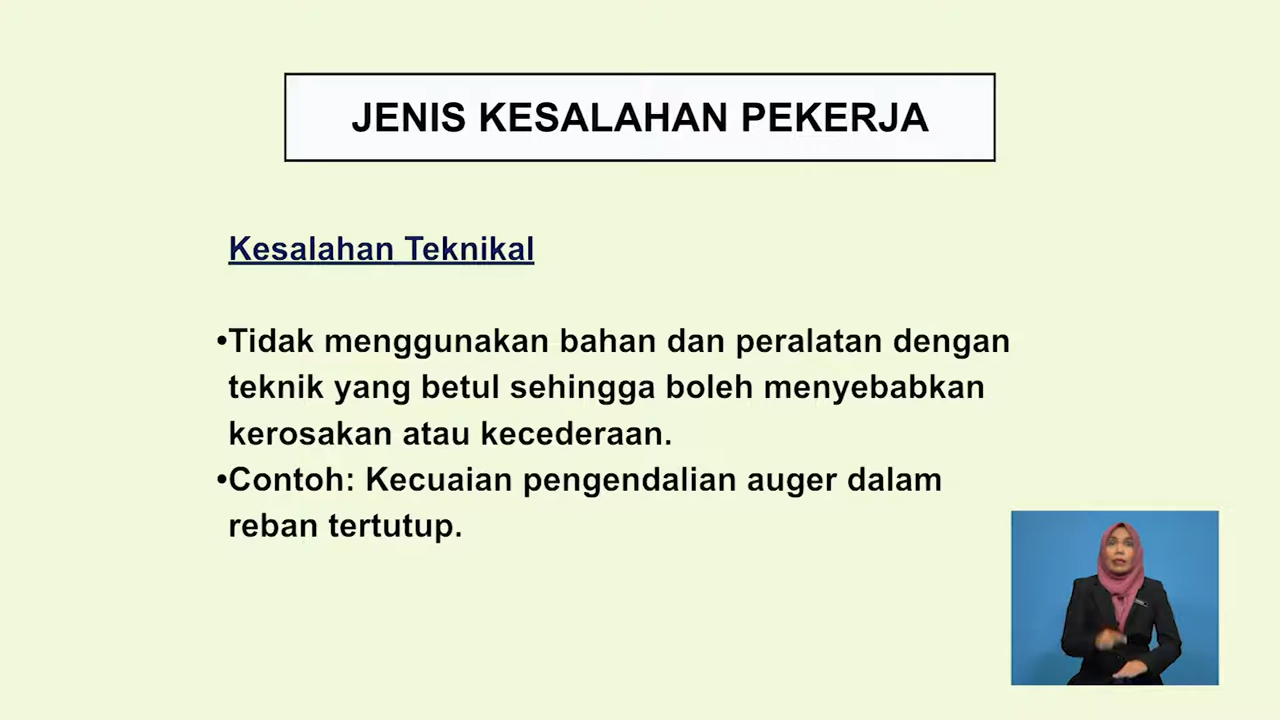 JENIS KESALAHAN PEKERJA
Kesalahan Teknikal
•Tidak menggunakan bahan dan peralatan dengan
teknik yang betul sehingga boleh menyebabkan
kerosakan atau kecederaan.
•Contoh: Kecuaian pengendalian auger dalam
reban tertutup.